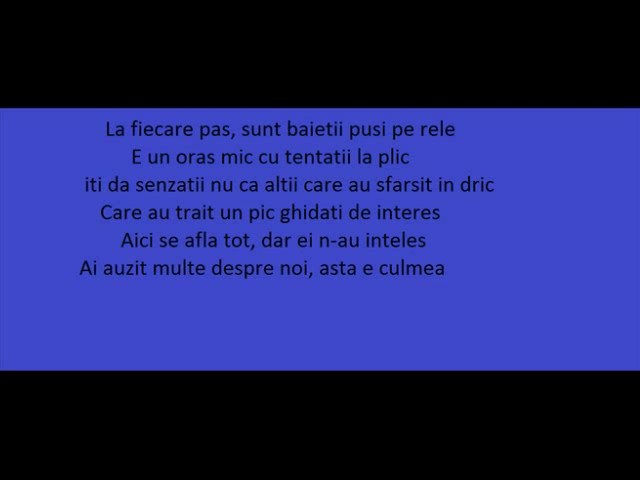 La fiecare pas, sunt baietii pusi pe rele
E un oras mic cu tentatii la plic
iti da senzatii nu ca altii care au sfarsit in dric
Care au trait un pic ghidati de interes
Aici se afla tot, dar ei n-au inteles
Ai auzit multe despre noi, asta e culmea